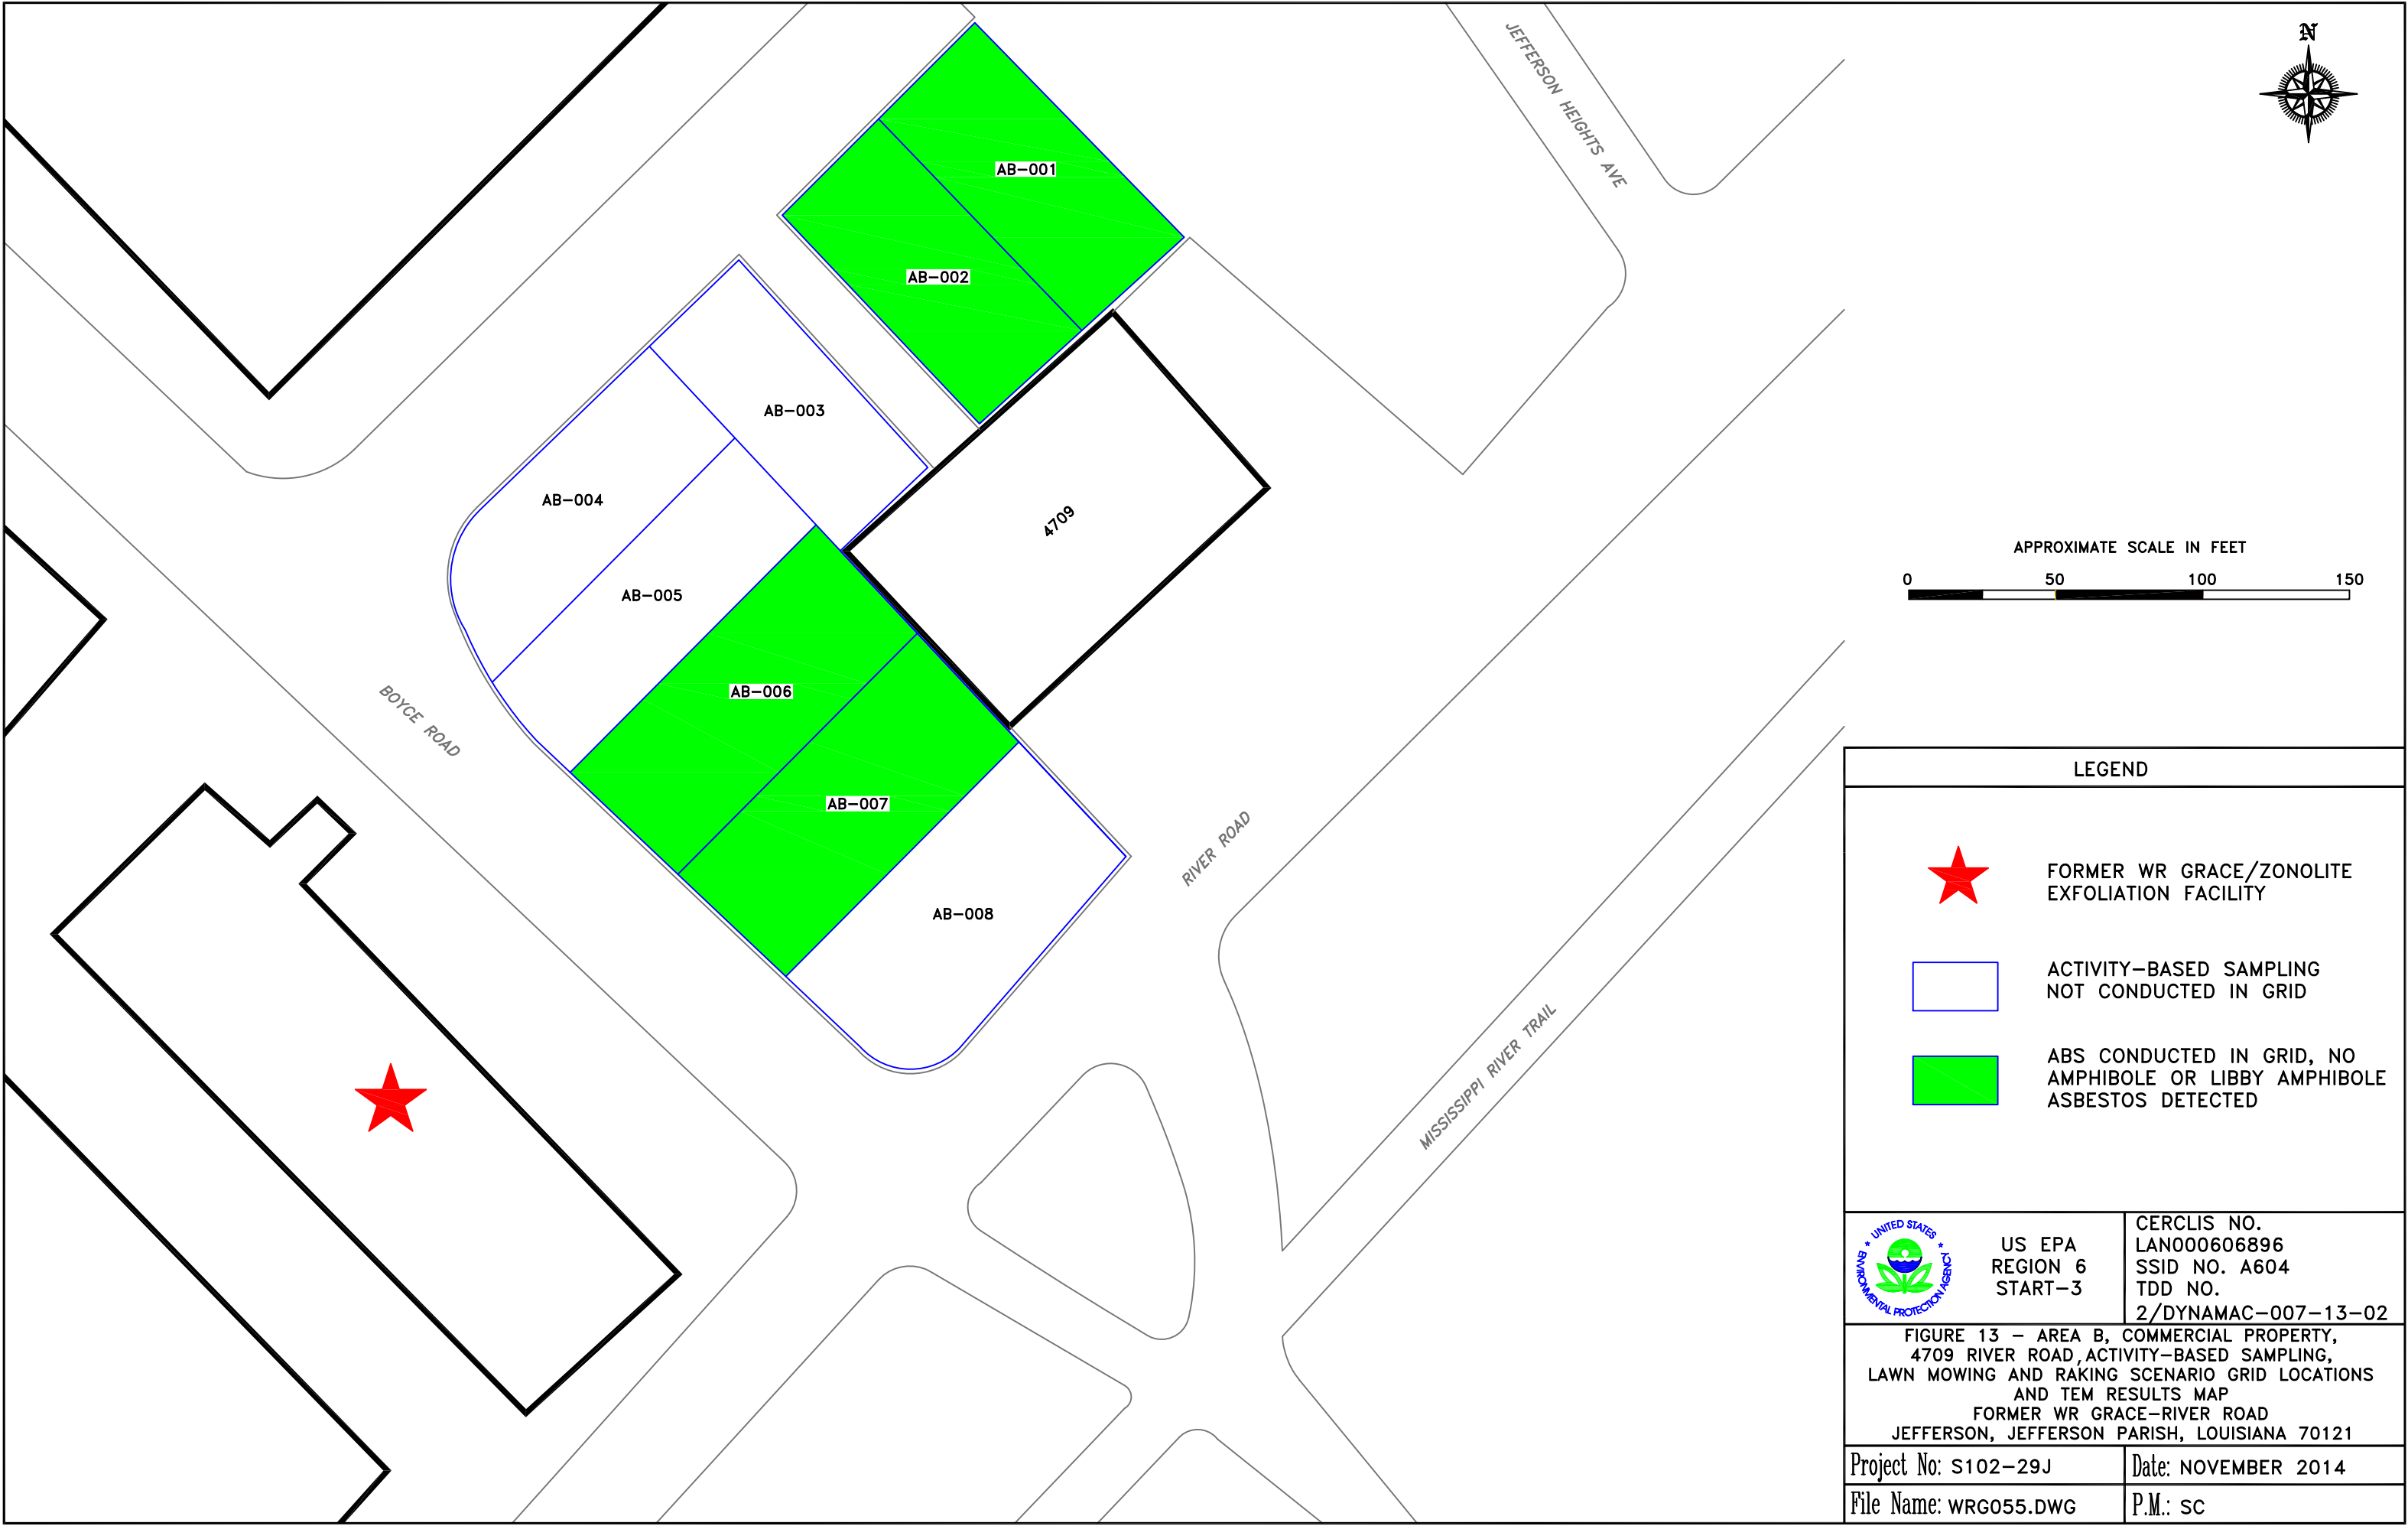 N
JEFFERSON HEIGHTS AVE
AB-001
AB-002
AB-003
AB-004
4709
AB-005
AB-006
AB-007
AB-008
BOYCE ROAD
RIVER ROAD
MISSISSIPPI RIVER TRAIL
APPROXIMATE SCALE IN FEET
0 50 100 150
LEGEND
FORMER WR GRACE/ZONOLITE
EXFOLIATION FACILITY
ACTIVITY-BASED SAMPLING
NOT CONDUCTED IN GRID
ABS CONDUCTED IN GRID, NO
AMPHIBOLE OR LIBBY AMPHIBOLE
ASBESTOS DETECTED
UNITED STATES
ENVIRONMENTAL PROTECTION AGENCY
US EPA
REGION 6
START-3
CERCLIS NO.
LAN000606896
SSID NO. A604
TDD NO.
2/DYNAMAC-007-13-02
FIGURE 13 - AREA B, COMMERCIAL PROPERTY,
4709 RIVER ROAD, ACTIVITY-BASED SAMPLING,
LAWN MOWING AND RAKING SCENARIO GRID LOCATIONS
AND TEM RESULTS MAP
FORMER WR GRACE-RIVER ROAD
JEFFERSON, JEFFERSON PARISH, LOUISIANA 70121
Project No: S102-29J
Date: NOVEMBER 2014
File Name: WRG055.DWG
P.M.: SC